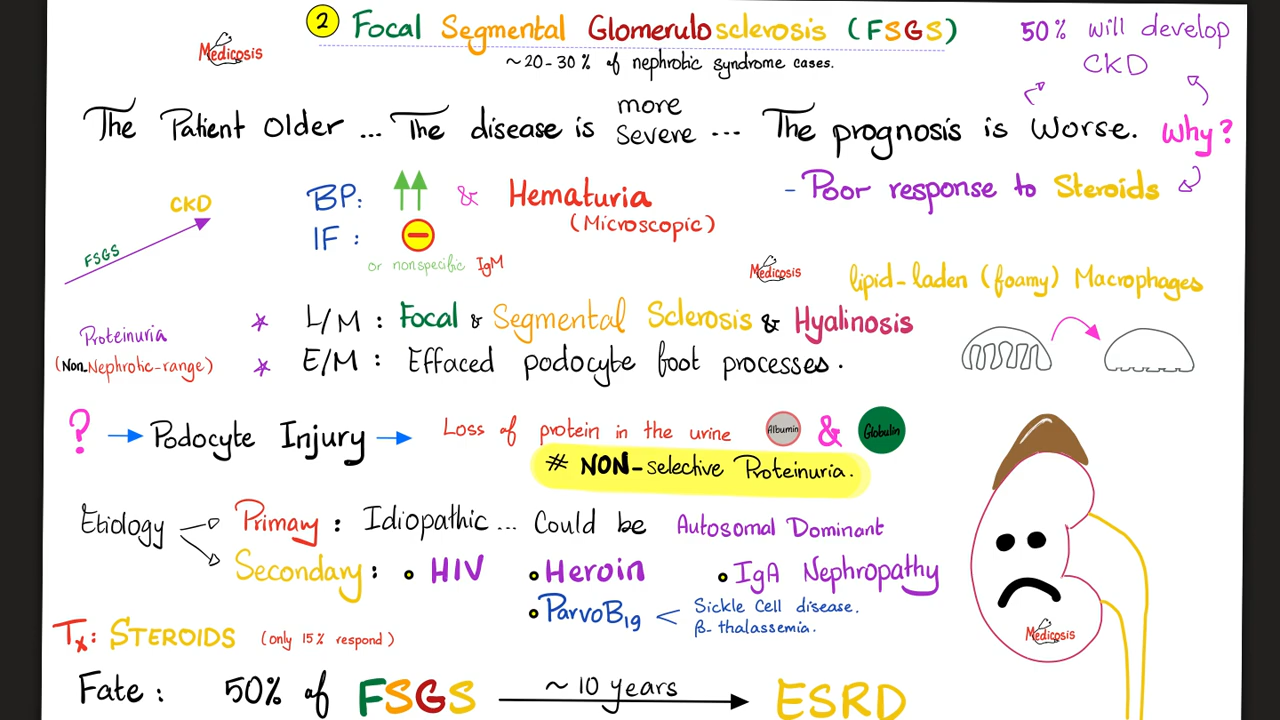 2 Focal Segmental Glomerulosclerosis (FSGS)
~20-30% of nephrotic syndrome cases.
50% will develop
CKD
Medicosis
The Patient Older ... The disease is more Severe ... The prognosis is Worse. Why?
- Poor response to Steroids
CKD
FSGS
BP: & Hematuria
(Microscopic)
IF: −
or nonspecific IgM
Medicosis
lipid-laden (foamy) Macrophages
Proteinuria
(Non-Nephrotic-range)
* L/M : Focal & Segmental Sclerosis & Hyalinosis
* E/M : Effaced podocyte foot processes.
? → Podocyte Injury → Loss of protein in the urine Albumin & Globulin
# NON-selective Proteinuria.
Etiology
Primary : Idiopathic ... Could be Autosomal Dominant
Secondary : • HIV • Heroin • IgA Nephropathy
• ParvoB19 < Sickle Cell disease.
β-thalassemia.
Tx: STEROIDS (only 15% respond)
Medicosis
Fate : 50% of FSGS ~10 years → ESRD